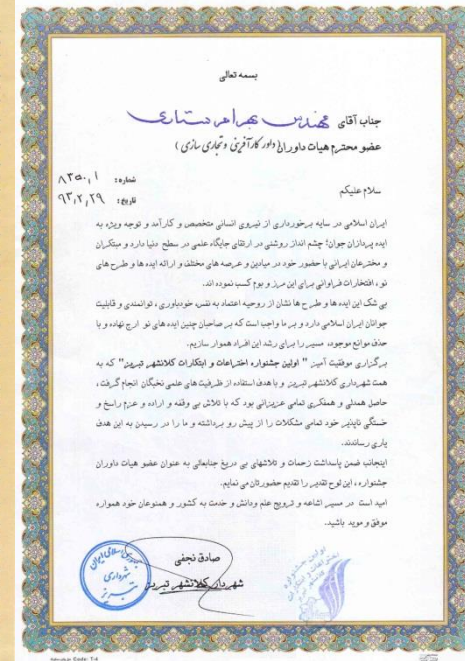 بسمه تعالی
جناب آقای مهندس بهرام ستاری
عضو محترم هیات داوران (داور کارآفرینی و تجاری سازی)
شماره : ۸۳۵۰,۱
تاریخ : ۹۳,۲,۲۹
سلام علیکم
ایران اسلامی در سایه برخورداری از نیروی انسانی متخصص و کارآمد و توجه ویژه به
ایده پردازان جوان؛ چشم انداز روشنی در ارتقای جایگاه علمی در سطح دنیا دارد و مبتکران
و مخترعان ایرانی با حضور خود در میادین و عرصه های مختلف و ارائه ایده ها و طرح های
نو، افتخارات فراوانی برای این مرز و بوم کسب نموده اند.
بی شک این ایده ها و طرح ها نشان از روحیه اعتماد به نفس، خودباوری، توانمندی و قابلیت
جوانان ایران اسلامی دارد و بر ما واجب است که بر صاحبان چنین ایده های نو ارج نهاده و با
حذف موانع موجود، مسیر را برای رشد این افراد هموار سازیم.
برگزاری موفقیت آمیز " اولین جشنواره اختراعات و ابتکارات کلانشهر تبریز" که به
همت شهرداری کلانشهر تبریز و با هدف استفاده از ظرفیت های علمی نخبگان انجام گرفت،
حاصل همدلی و همفکری تمامی عزیزانی بود که با تلاش بی وقفه و اراده و عزم راسخ و
خستگی ناپذیر خود تمامی مشکلات را از پیش رو برداشته و ما را در رسیدن به این هدف
یاری رساندند.
اینجانب ضمن پاسداشت زحمات و تلاشهای بی دریغ جنابعالی به عنوان عضو هیات داوران
جشنواره، این لوح تقدیر را تقدیم حضورتان می نمایم.
امید است در مسیر اشاعه و ترویج علم ودانش و خدمت به کشور و همنوعان خود همواره
موفق و موید باشید.
صادق نجفی
شهردار کلانشهر تبریز
جمهوری اسلامی ایران
شهرداری
تبریز